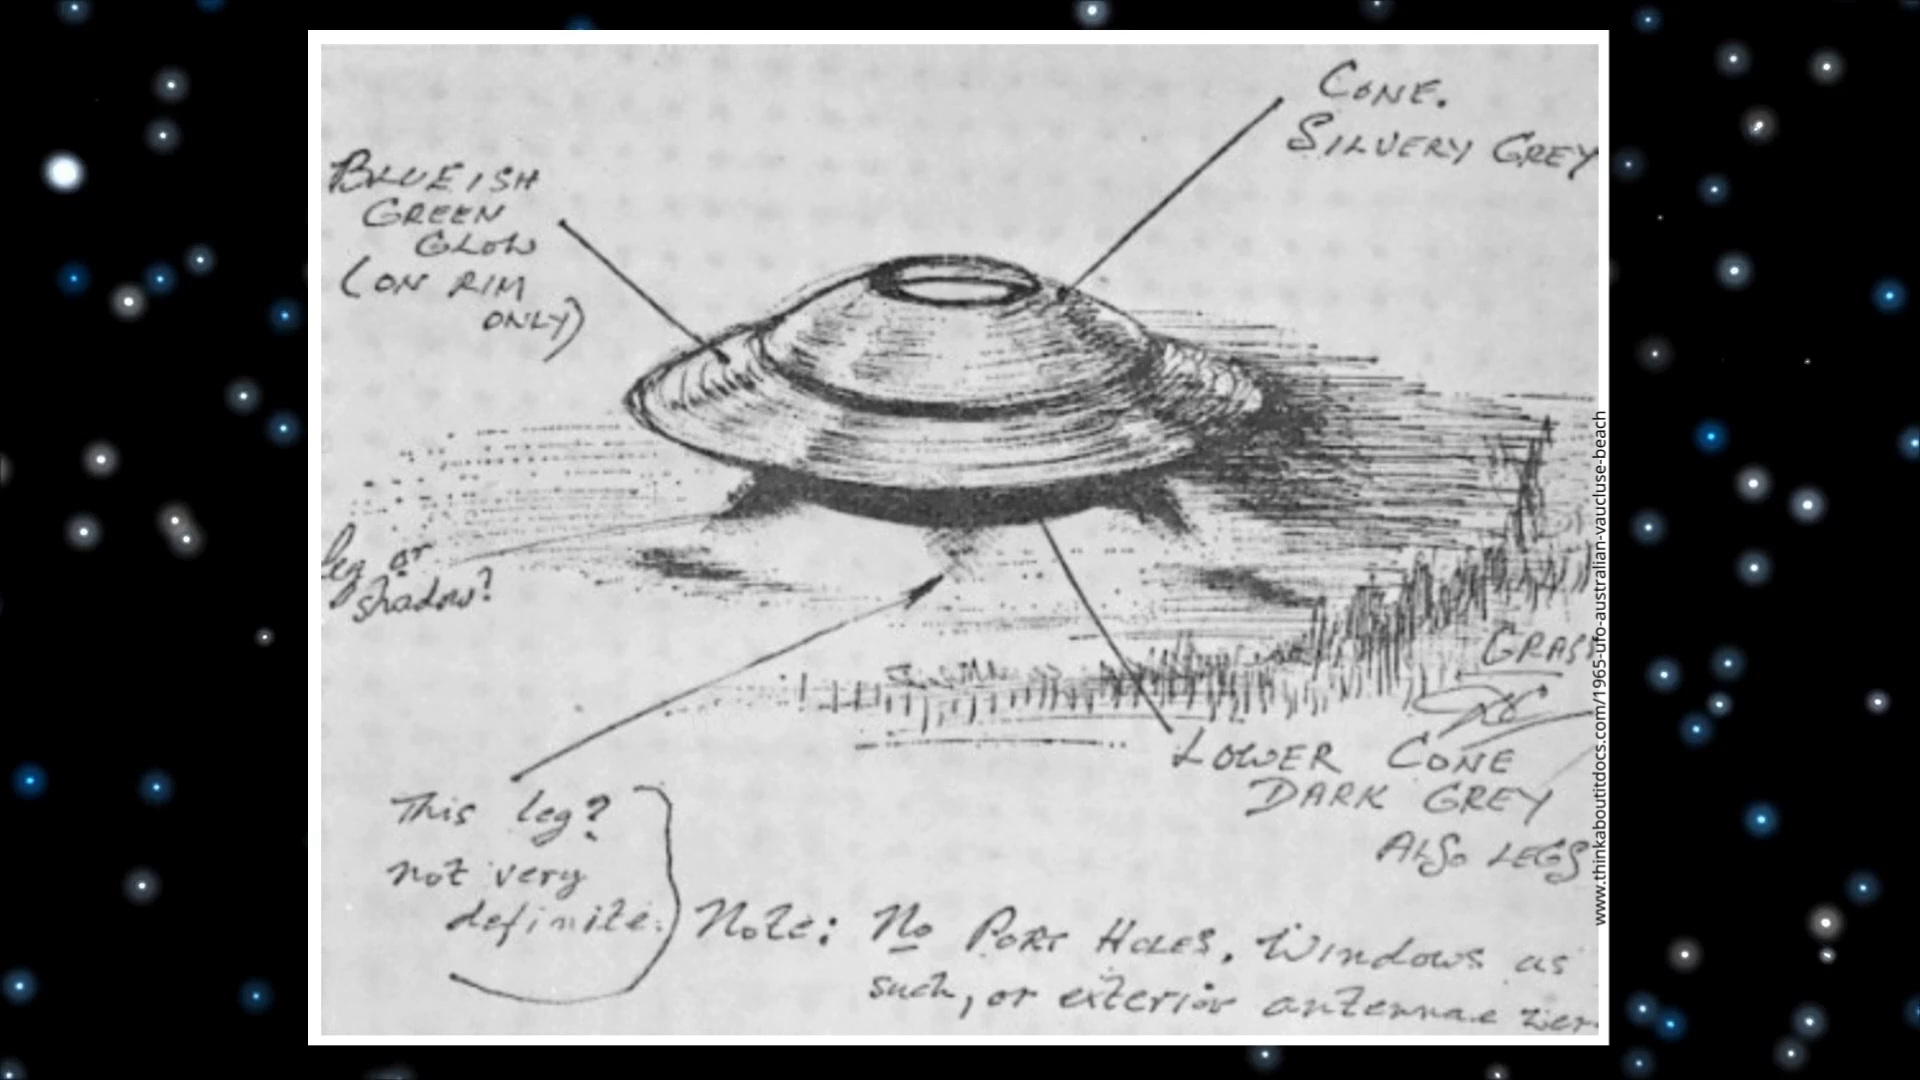 CONE.
SILVERY GREY
BLUEISH
GREEN
GLOW
(ON RIM
ONLY)
leg or
shadow?
GRASS
LOWER CONE
DARK GREY
ALSO LEGS
This leg?
not very
definite.
Note: No PORT HOLES, Windows as
such, or exterior antennae
www.thinkaboutitdocs.com/1965-ufo-australian-vaucluse-beach